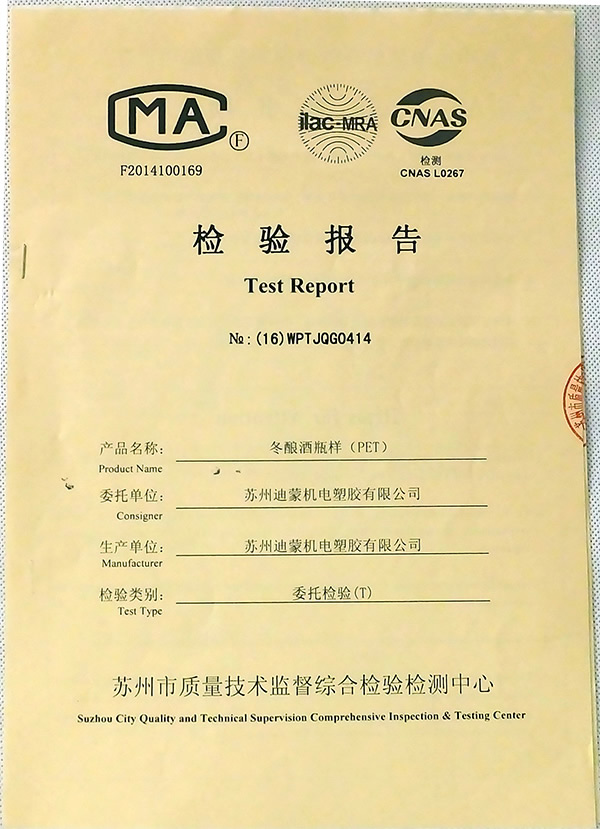 MA
F
F2014100169
ilac-MRA
CNAS
检测
CNAS L0267
检验报告
Test Report
№:(16)WPTJQG0414
产品名称: 冬酿酒瓶样（PET）
Product Name
委托单位: 苏州迪蒙机电塑胶有限公司
Consigner
生产单位: 苏州迪蒙机电塑胶有限公司
Manufacturer
检验类别: 委托检验(T)
Test Type
苏州市质量技术监督综合检验检测中心
Suzhou City Quality and Technical Supervision Comprehensive Inspection & Testing Center